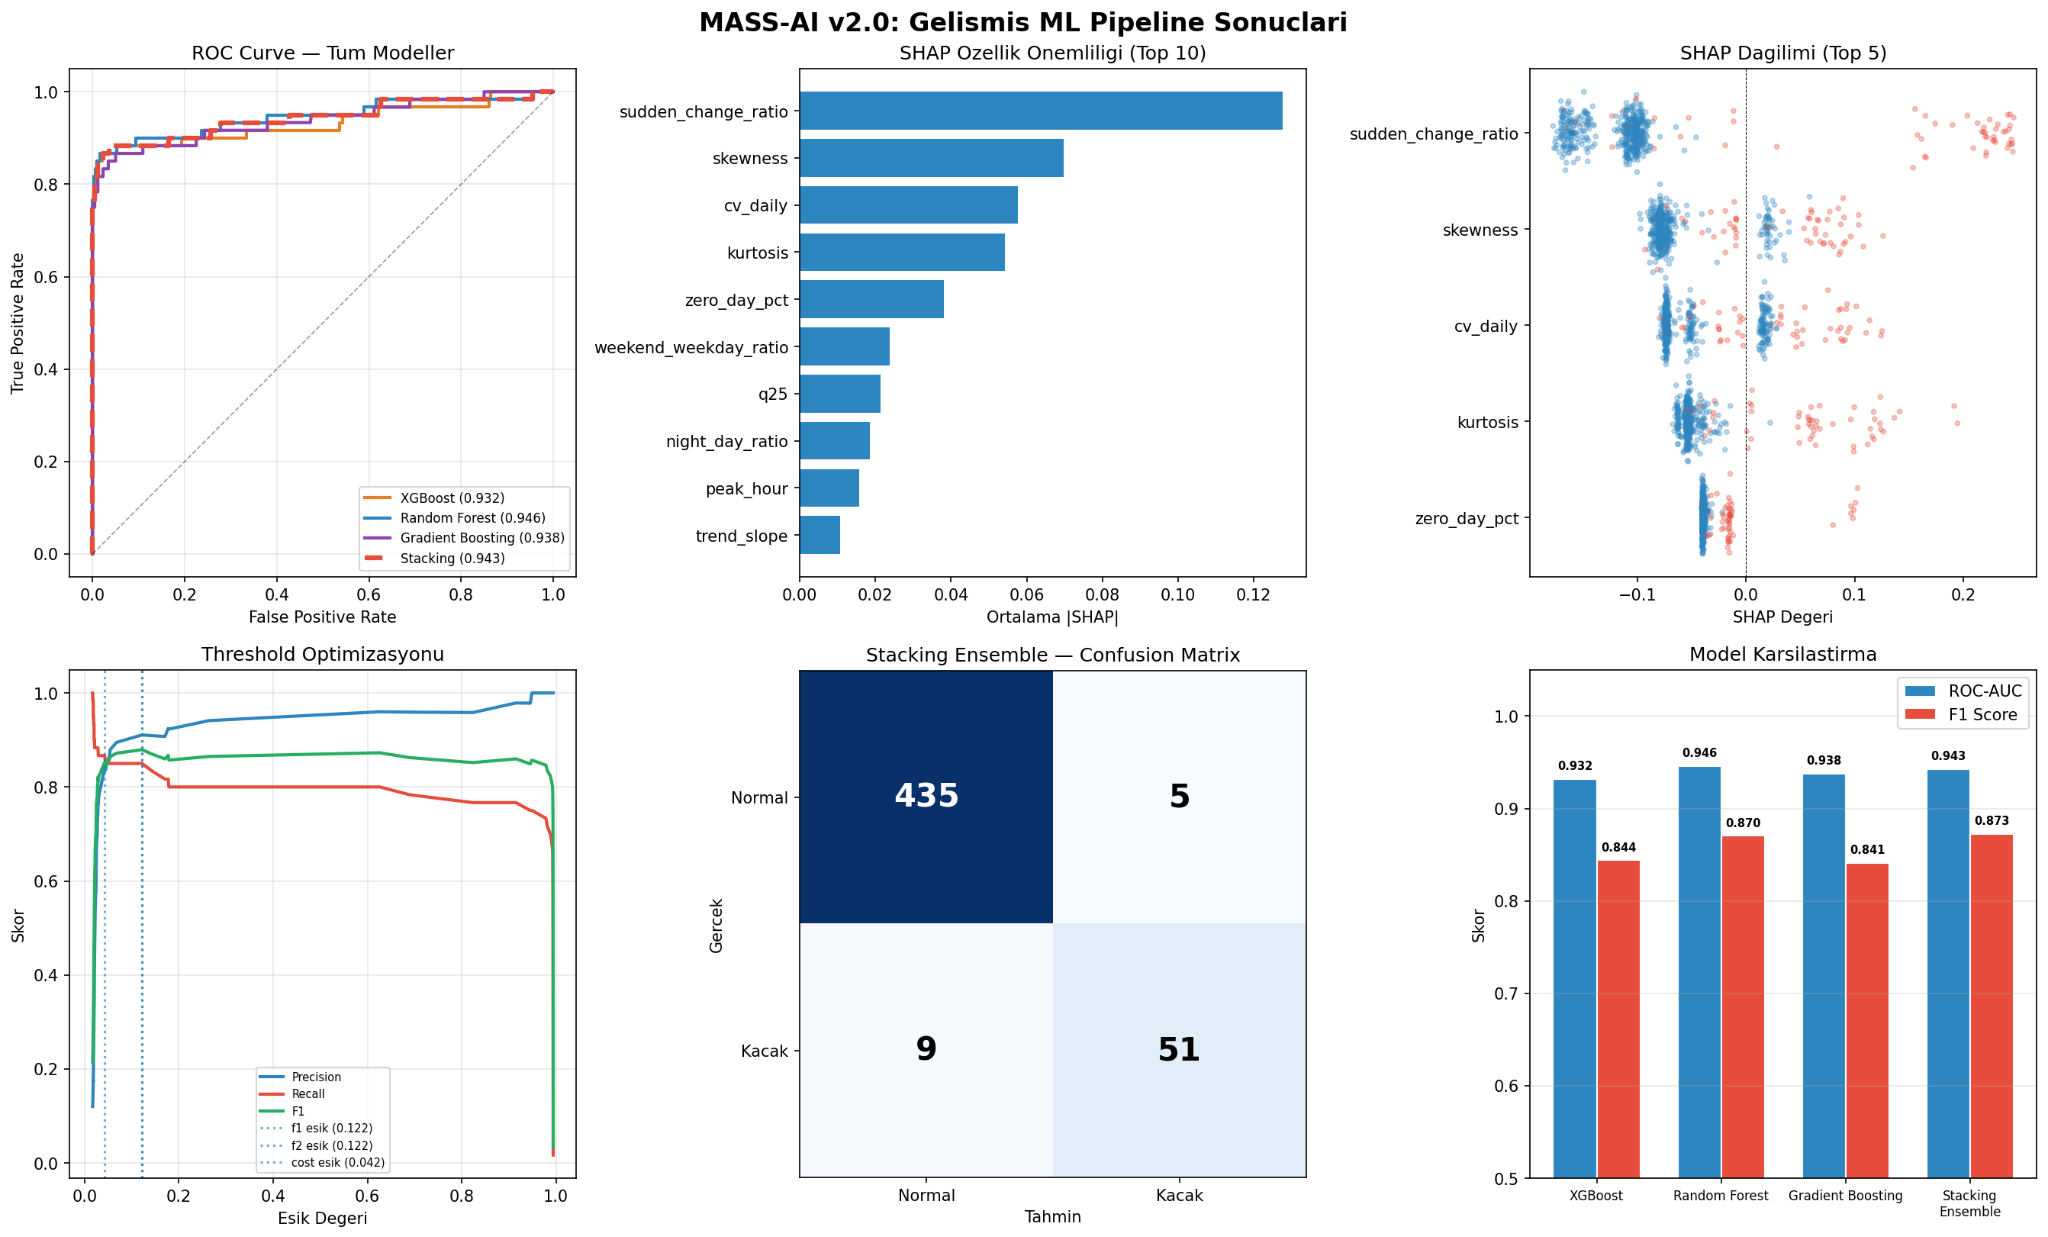 MASS-AI v2.0: Gelismis ML Pipeline Sonuclari
ROC Curve — Tum Modeller
True Positive Rate
1.0
0.8
0.6
0.4
0.2
0.0
0.0 0.2 0.4 0.6 0.8 1.0
False Positive Rate
XGBoost (0.932)
Random Forest (0.946)
Gradient Boosting (0.938)
Stacking (0.943)
SHAP Ozellik Onemliligi (Top 10)
sudden_change_ratio
skewness
cv_daily
kurtosis
zero_day_pct
weekend_weekday_ratio
q25
night_day_ratio
peak_hour
trend_slope
0.00 0.02 0.04 0.06 0.08 0.10 0.12
Ortalama |SHAP|
SHAP Dagilimi (Top 5)
sudden_change_ratio
skewness
cv_daily
kurtosis
zero_day_pct
−0.1 0.0 0.1 0.2
SHAP Degeri
Threshold Optimizasyonu
Skor
1.0
0.8
0.6
0.4
0.2
0.0
0.0 0.2 0.4 0.6 0.8 1.0
Esik Degeri
Precision
Recall
F1
f1 esik (0.122)
f2 esik (0.122)
cost esik (0.042)
Stacking Ensemble — Confusion Matrix
Gercek
Normal
435 5
Kacak
9 51
Normal Kacak
Tahmin
Model Karsilastirma
Skor
1.0
0.9
0.8
0.7
0.6
0.5
ROC-AUC
F1 Score
0.932
0.844
0.946
0.870
0.938
0.841
0.943
0.873
XGBoost Random Forest Gradient Boosting Stacking
Ensemble